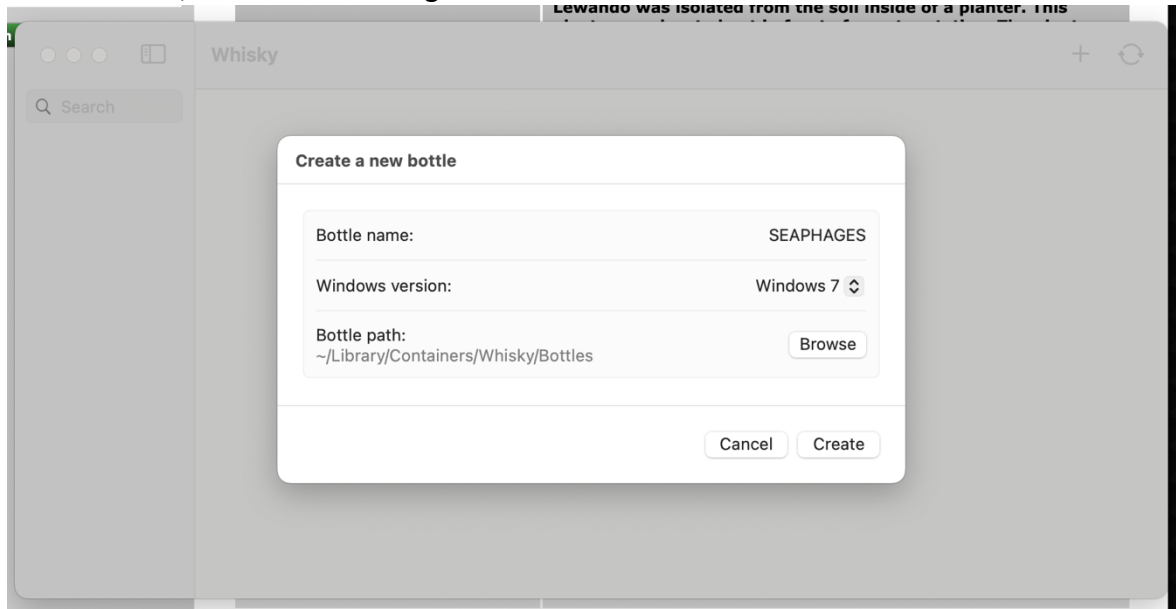 Lewando was isolated from the soil inside of a planter. This
Whisky
Search
Create a new bottle
Bottle name: SEAPHAGES
Windows version: Windows 7
Bottle path:
~/Library/Containers/Whisky/Bottles
Browse
Cancel Create